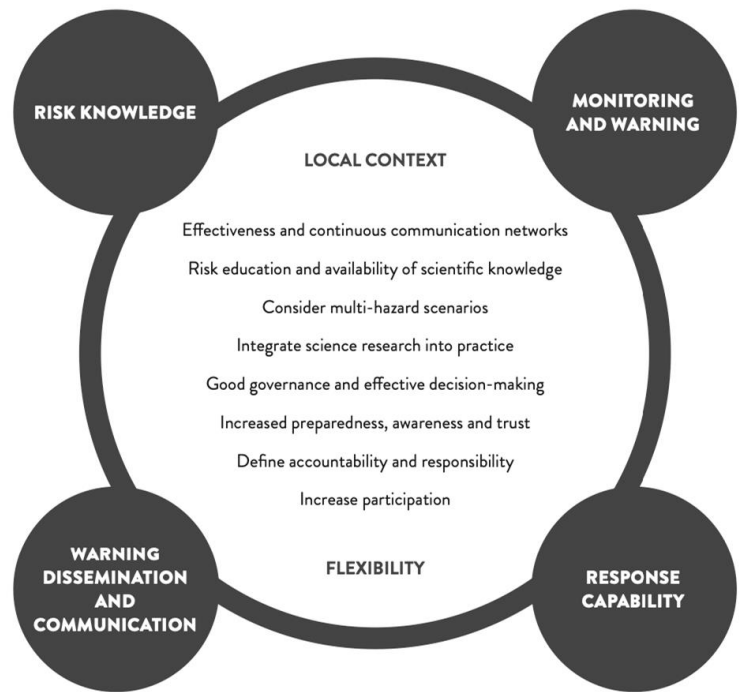 RISK KNOWLEDGE
MONITORING
AND WARNING
LOCAL CONTEXT
Effectiveness and continuous communication networks
Risk education and availability of scientific knowledge
Consider multi-hazard scenarios
Integrate science research into practice
Good governance and effective decision-making
Increased preparedness, awareness and trust
Define accountability and responsibility
Increase participation
FLEXIBILITY
WARNING
DISSEMINATION
AND
COMMUNICATION
RESPONSE
CAPABILITY